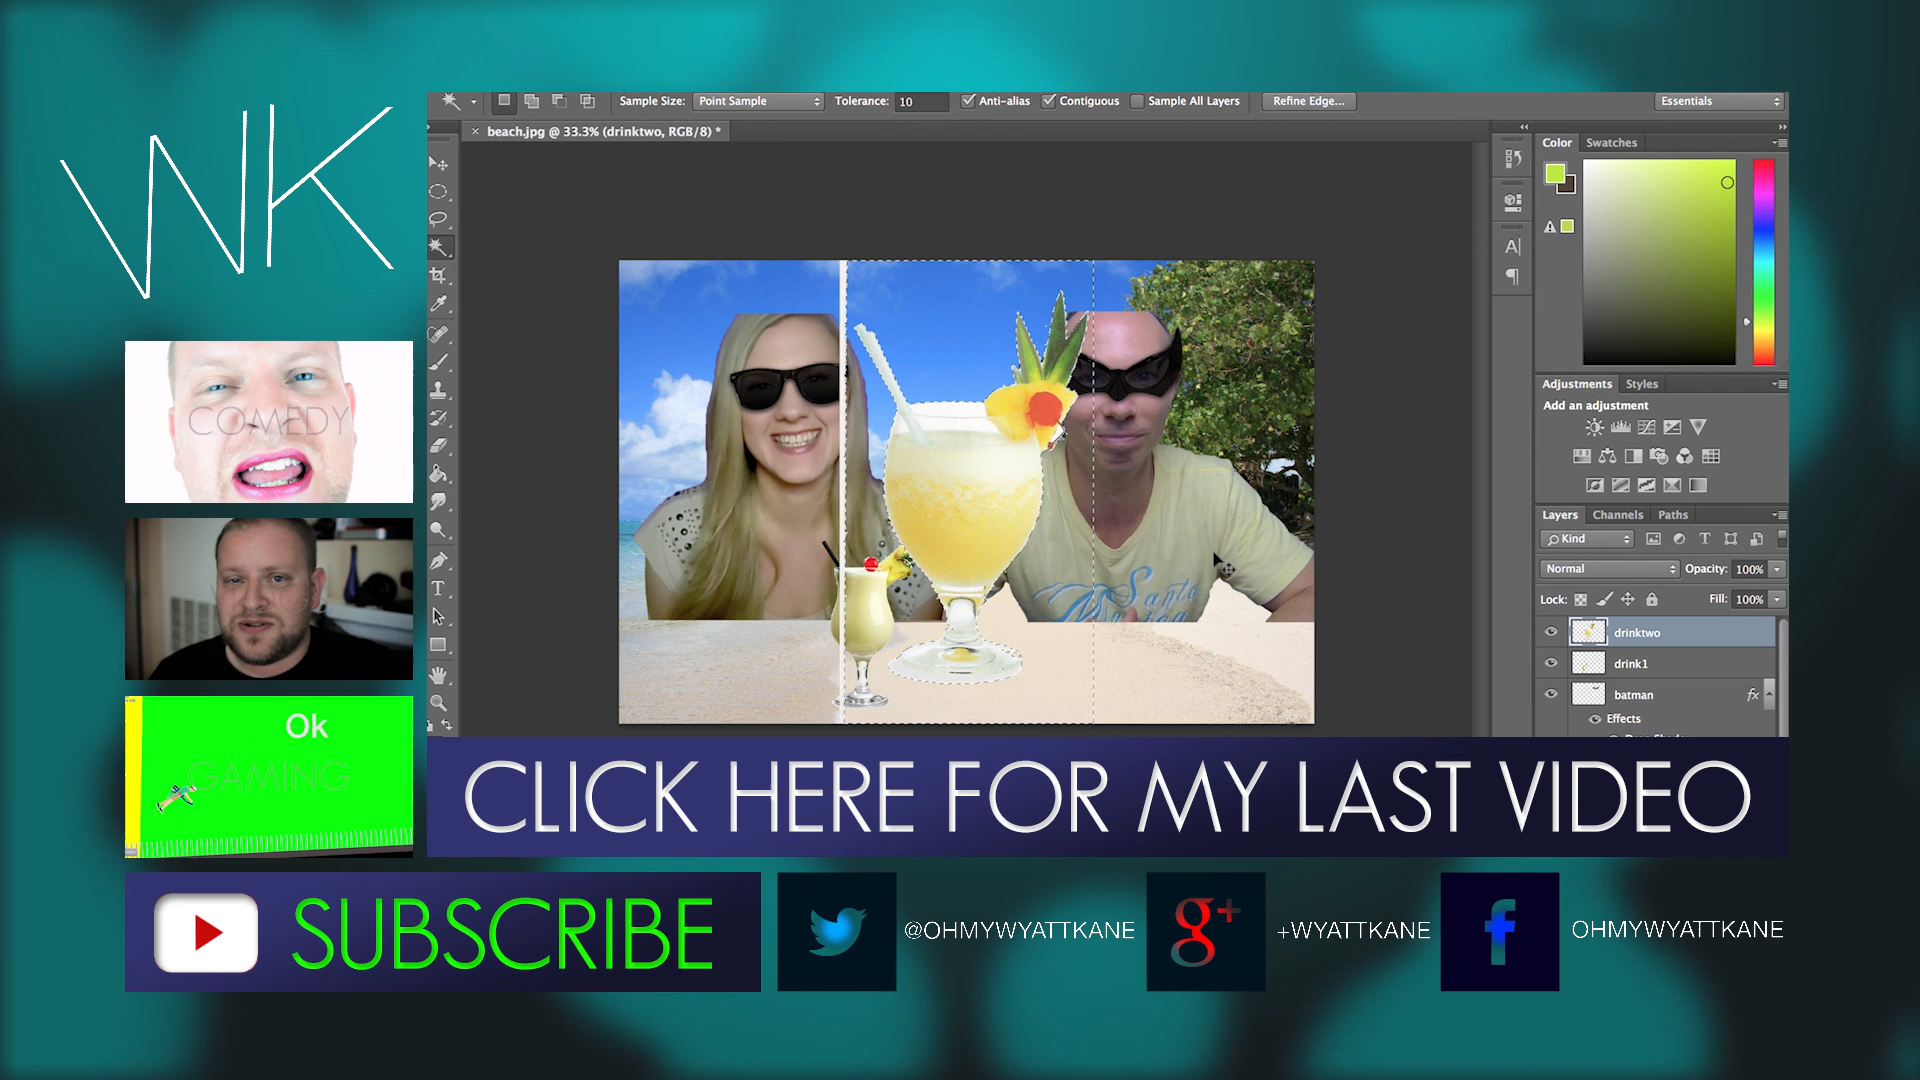 WK
Sample Size: Point Sample Tolerance: 10 Anti-alias Contiguous Sample All Layers Refine Edge... Essentials
× beach.jpg @ 33.3% (drinktwo, RGB/8) *
Color Swatches
Adjustments Styles
Add an adjustment
Layers Channels Paths
Kind
Normal Opacity: 100%
Lock: Fill: 100%
drinktwo
drink1
batman fx
Effects
COMEDY
Santa
Ok
GAMING
CLICK HERE FOR MY LAST VIDEO
SUBSCRIBE
@OHMYWYATTKANE
g+ +WYATTKANE
f OHMYWYATTKANE